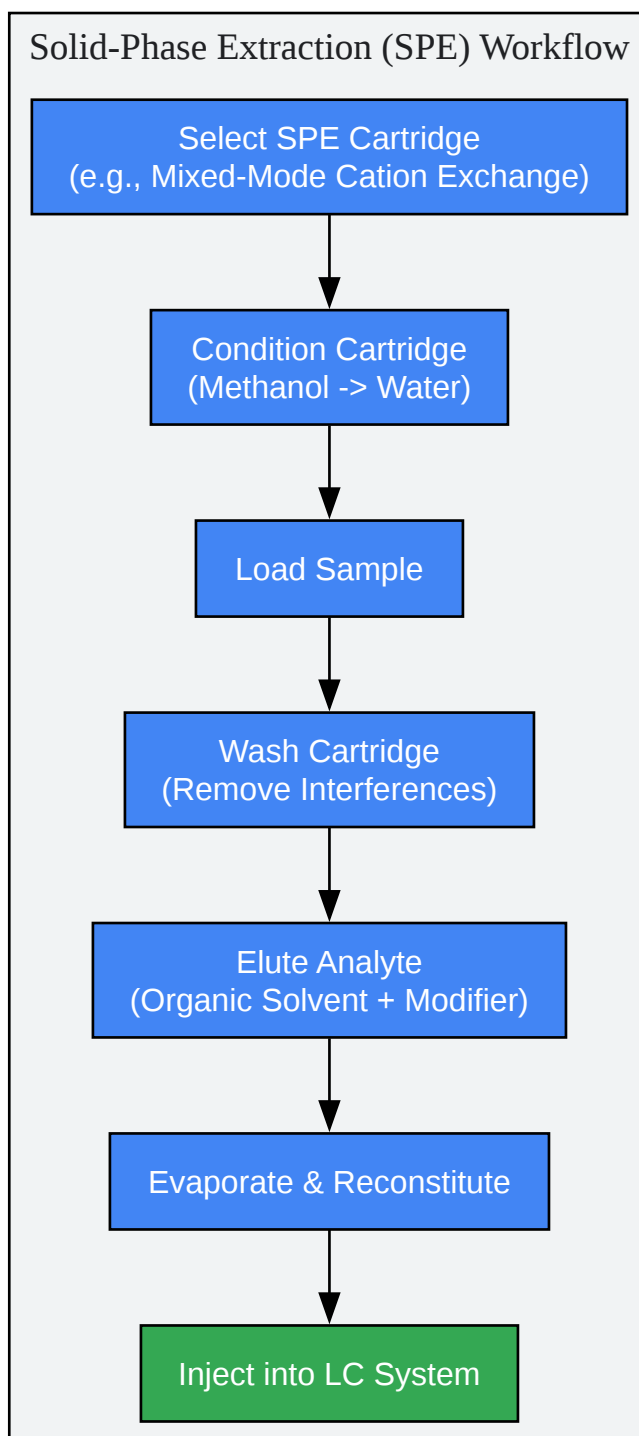 Solid-Phase Extraction (SPE) Workflow
Select SPE Cartridge
(e.g., Mixed-Mode Cation Exchange)
Condition Cartridge
(Methanol -> Water)
Load Sample
Wash Cartridge
(Remove Interferences)
Elute Analyte
(Organic Solvent + Modifier)
Evaporate & Reconstitute
Inject into LC System